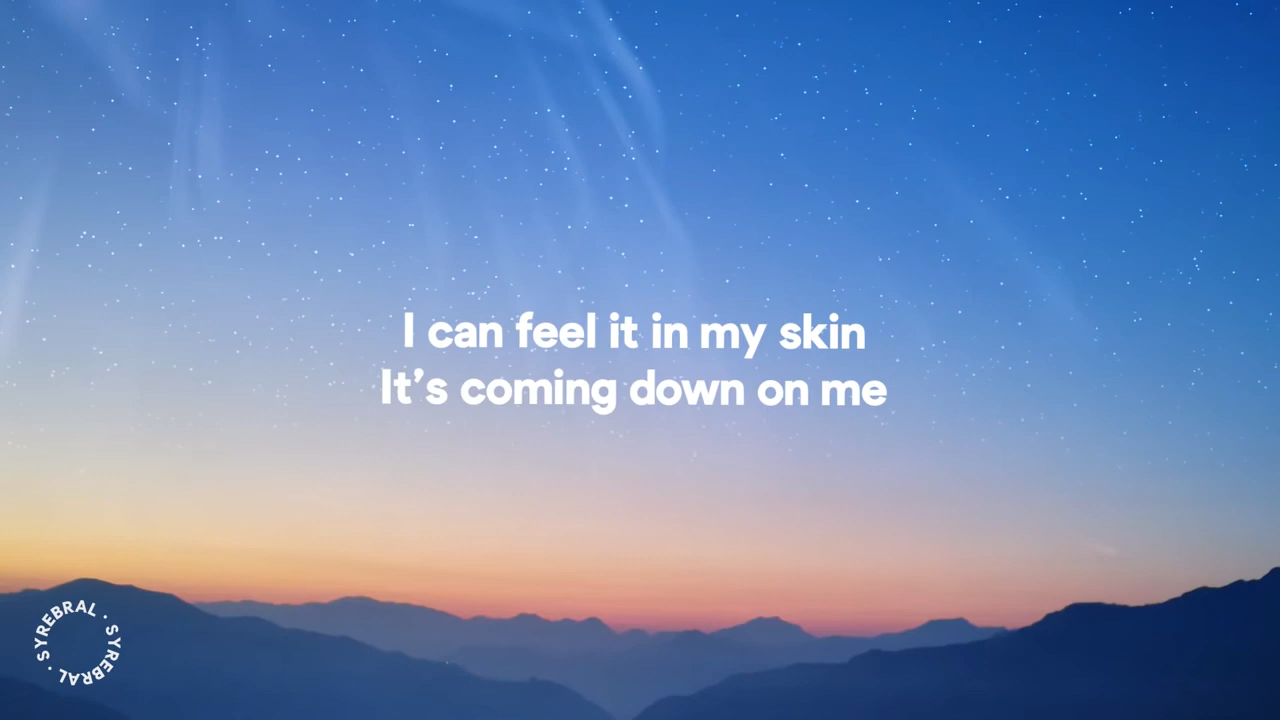 I can feel it in my skin
It’s coming down on me
SYREBRAL · SYREBRAL ·